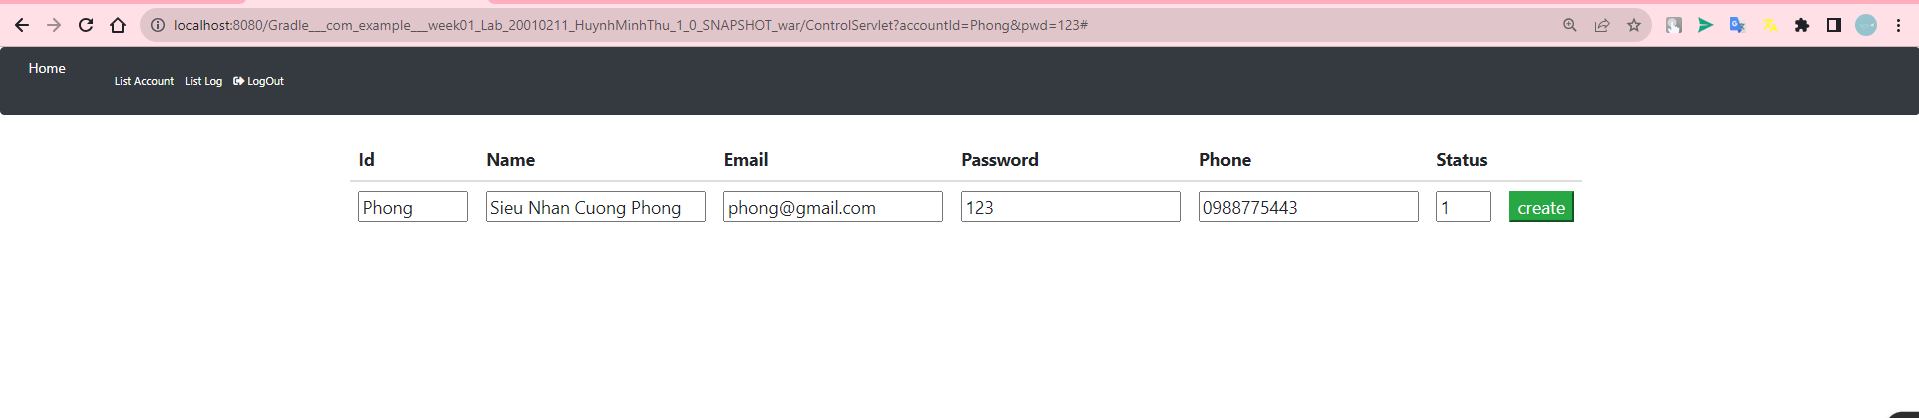 localhost:8080/Gradle___com_example___week01_Lab_20010211_HuynhMinhThu_1_0_SNAPSHOT_war/ControlServlet?accountId=Phong&pwd=123#
Home
List Account List Log LogOut
Id Name Email Password Phone Status
Phong Sieu Nhan Cuong Phong phong@gmail.com 123 0988775443 1 create